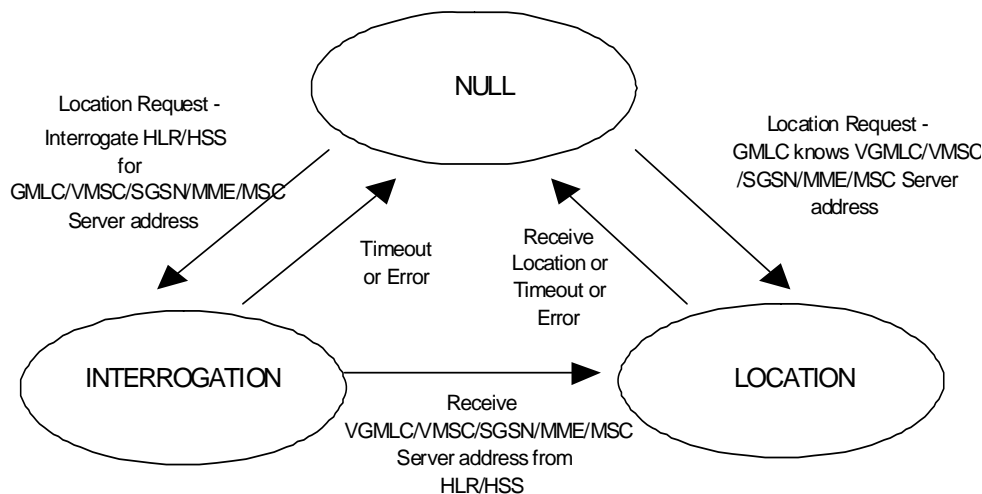 NULL
Location Request -
Interrogate HLR/HSS
for
GMLC/VMSC/SGSN/MME/MSC
Server address
Location Request -
GMLC knows VGMLC/VMSC
/SGSN/MME/MSC Server
address
Timeout
or Error
Receive
Location or
Timeout or
Error
INTERROGATION
LOCATION
Receive
VGMLC/VMSC/SGSN/MME/MSC
Server address from
HLR/HSS